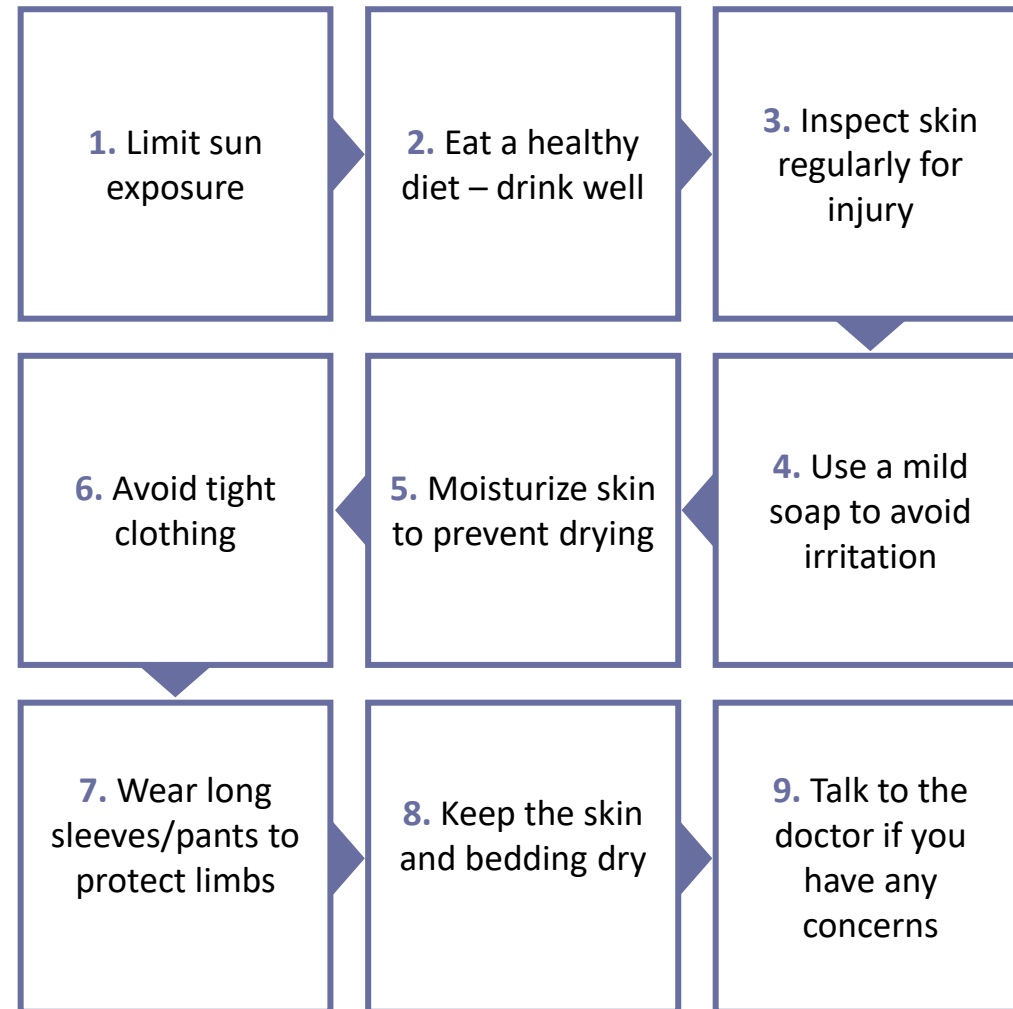 1. Limit sun
exposure
2. Eat a healthy
diet – drink well
3. Inspect skin
regularly for
injury
4. Use a mild
soap to avoid
irritation
5. Moisturize skin
to prevent drying
6. Avoid tight
clothing
7. Wear long
sleeves/pants to
protect limbs
8. Keep the skin
and bedding dry
9. Talk to the
doctor if you
have any
concerns